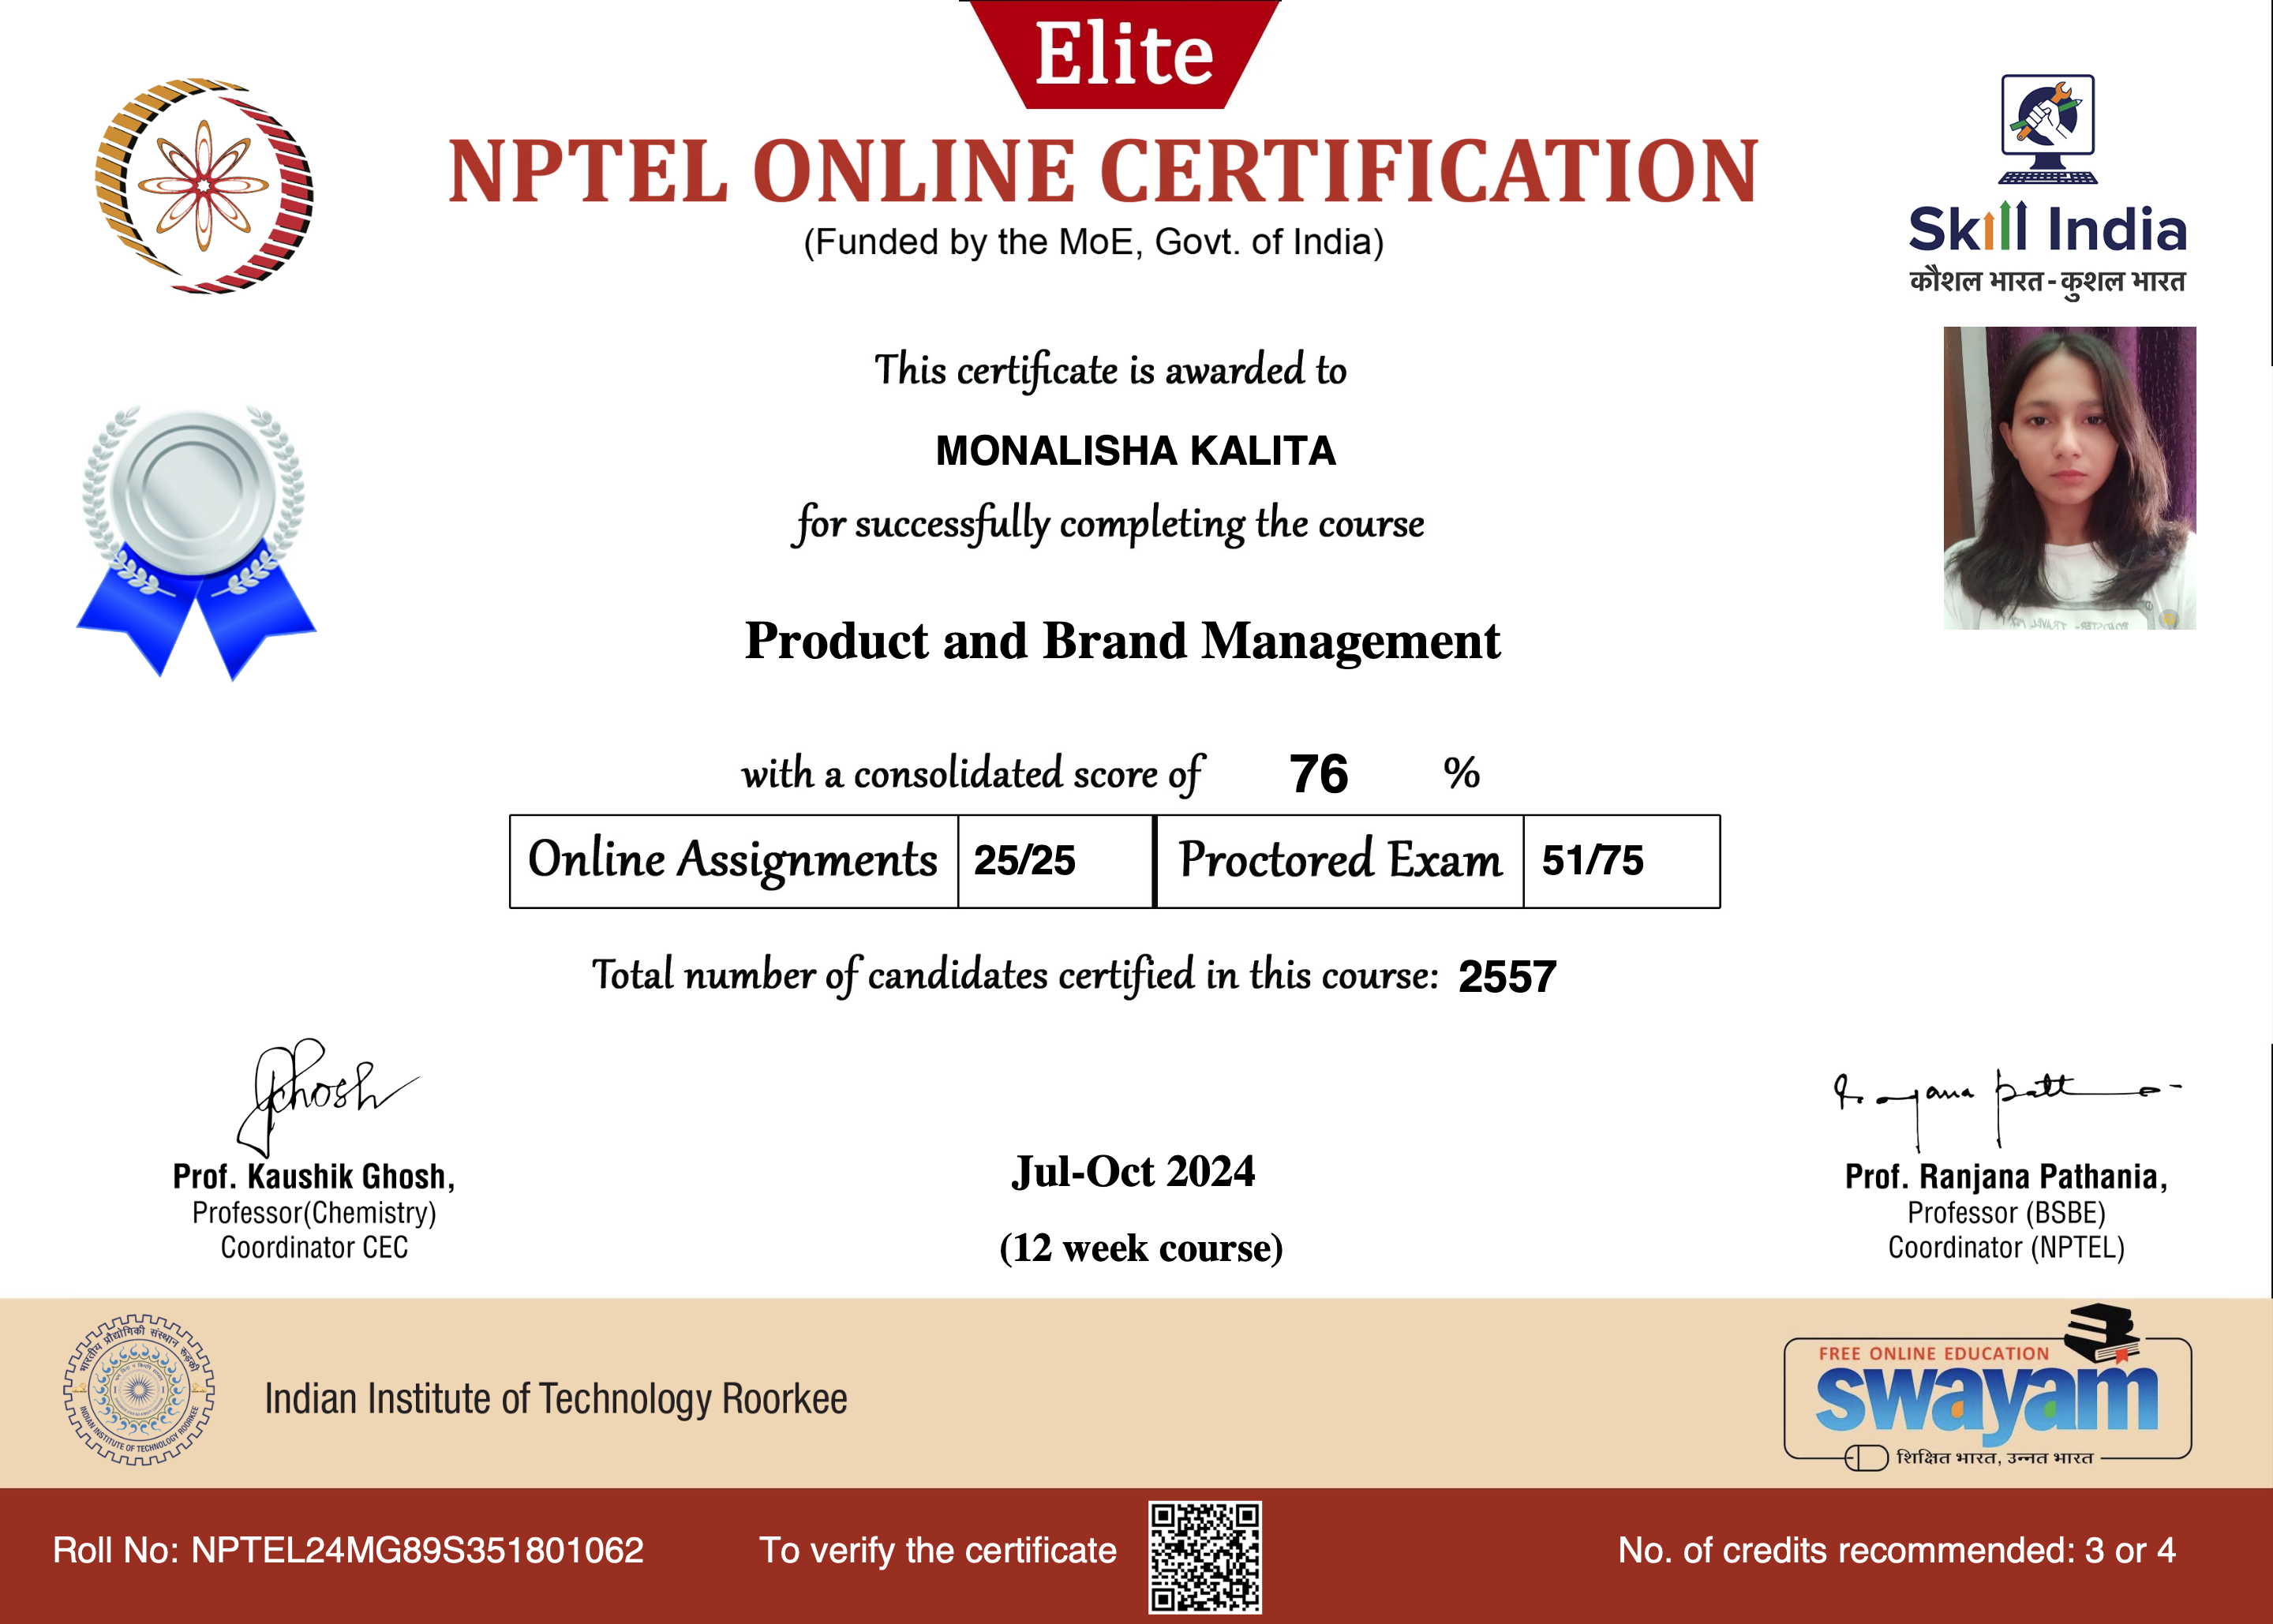 Elite
NPTEL ONLINE CERTIFICATION
(Funded by the MoE, Govt. of India)
Skill India
कौशल भारत - कुशल भारत
This certificate is awarded to
MONALISHA KALITA
for successfully completing the course
Product and Brand Management
with a consolidated score of 76 %
Online Assignments 25/25 Proctored Exam 51/75
Total number of candidates certified in this course: 2557
Ghosh
Prof. Kaushik Ghosh,
Professor(Chemistry)
Coordinator CEC
Jul-Oct 2024
(12 week course)
Prof. Ranjana Pathania,
Professor (BSBE)
Coordinator (NPTEL)
भारतीय प्रौद्योगिकी संस्थान रूड़की
INDIAN INSTITUTE OF TECHNOLOGY ROORKEE
Indian Institute of Technology Roorkee
FREE ONLINE EDUCATION
swayam
शिक्षित भारत, उन्नत भारत
Roll No: NPTEL24MG89S351801062
To verify the certificate
No. of credits recommended: 3 or 4